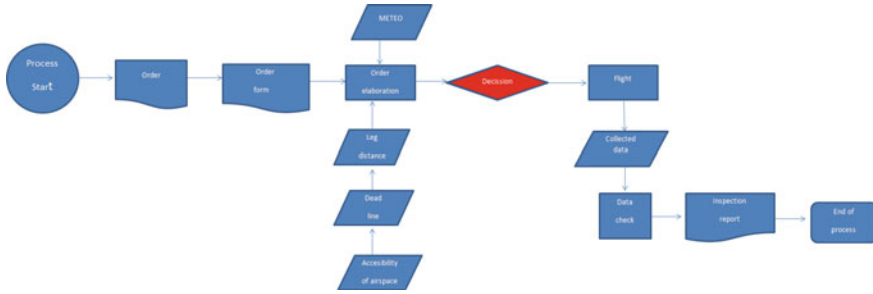 METEO
Process
Start
Order
Order
form
Order
elaboration
Decission
Flight
Leg
distance
Collected
data
Dead
line
Data
check
Inspection
report
End of
process
Accesibility
of airspace